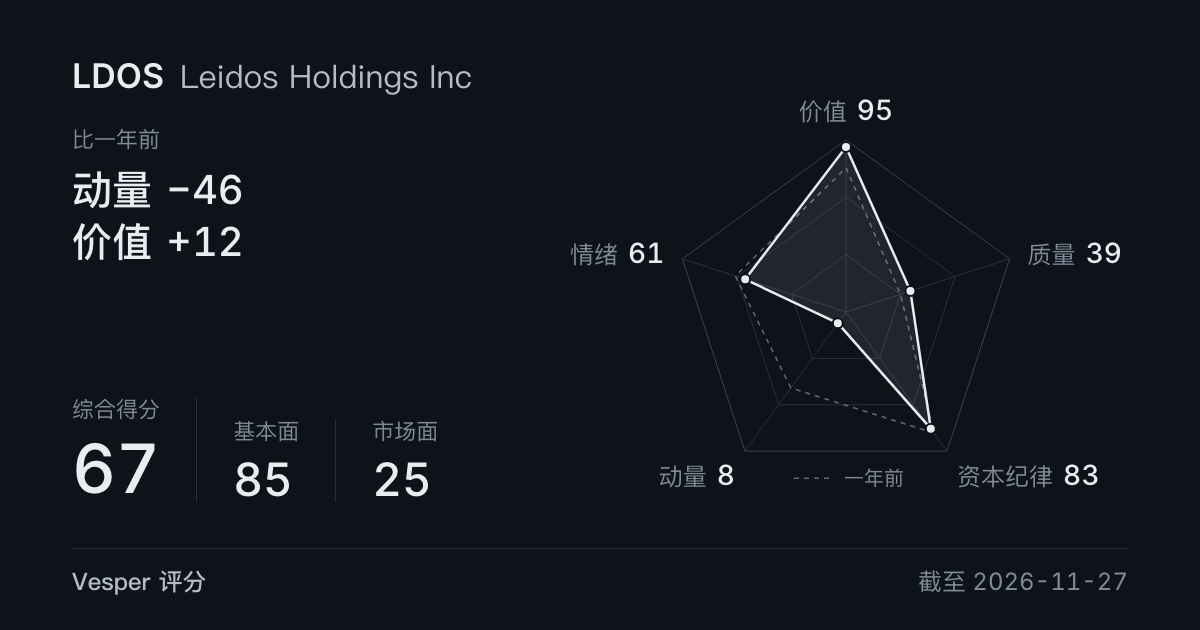 LDOS Leidos Holdings Inc
比一年前
动量 −46
价值 +12
价值 95
情绪 61
质量 39
动量 8
---- 一年前
资本纪律 83
综合得分
67
基本面
85
市场面
25
Vesper 评分
截至 2026-11-27